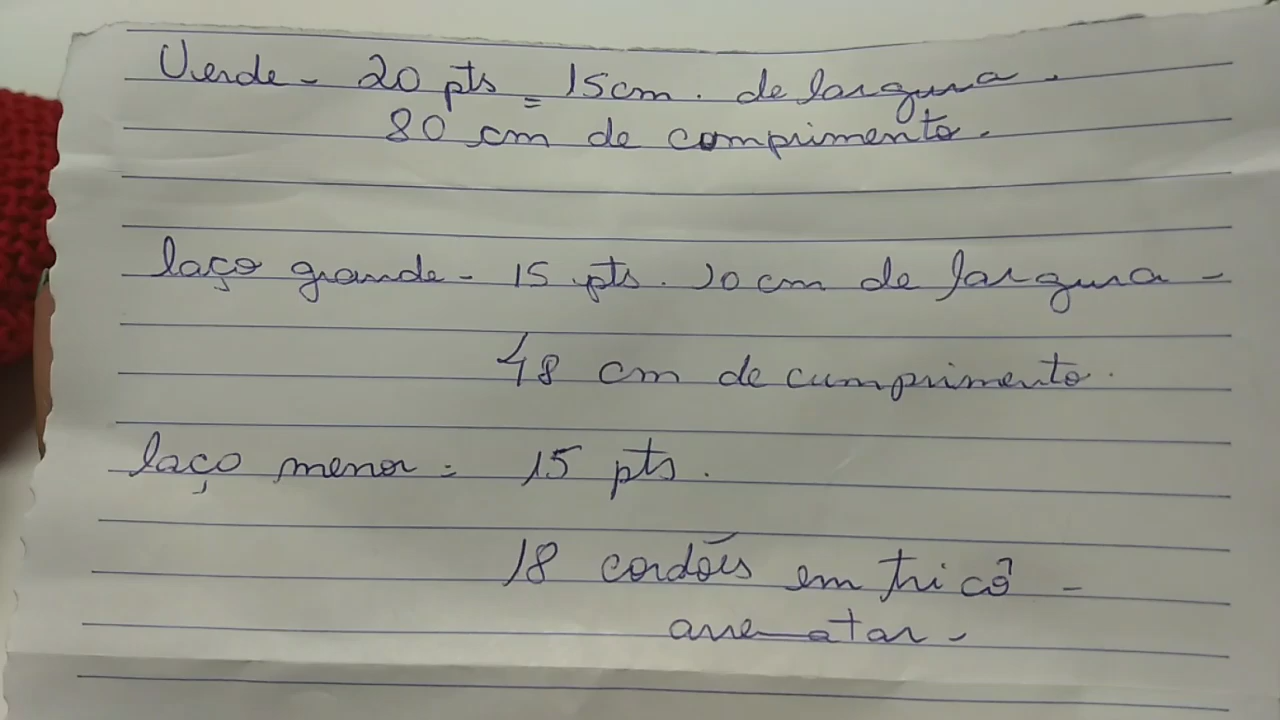 Verde - 20 pts = 15cm. de largura.
80 cm de comprimento.
laço grande - 15 pts. 10 cm de largura -
48 cm de cumprimento.
laço menor = 15 pts.
18 cordões em tricô -
arrematar -